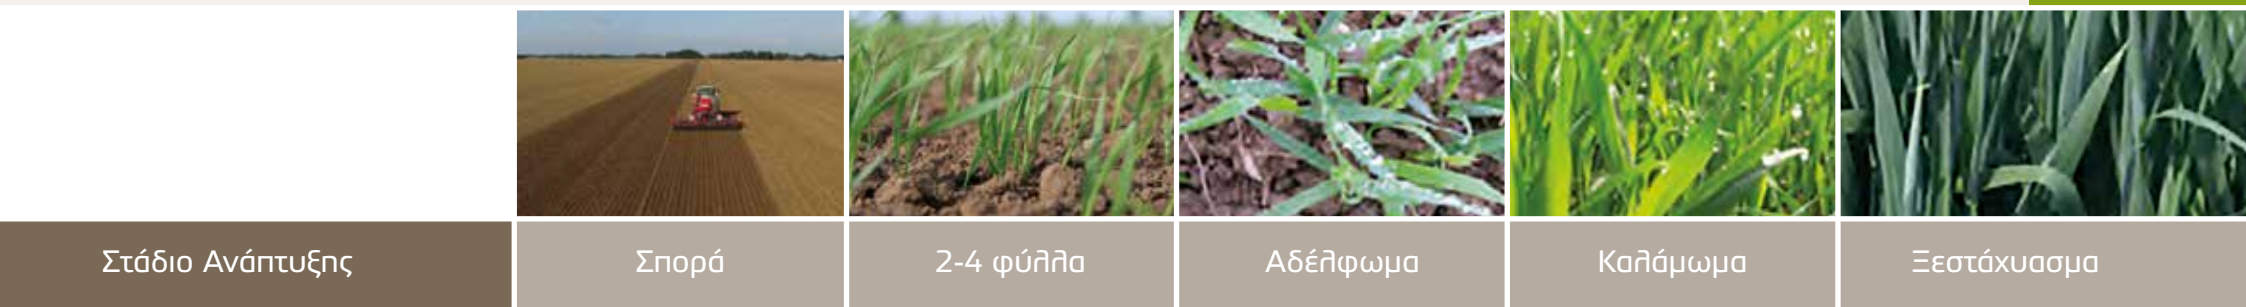 Στάδιο Ανάπτυξης
Σπορά
2-4 φύλλα
Αδέλφωμα
Καλάμωμα
Ξεστάχυασμα